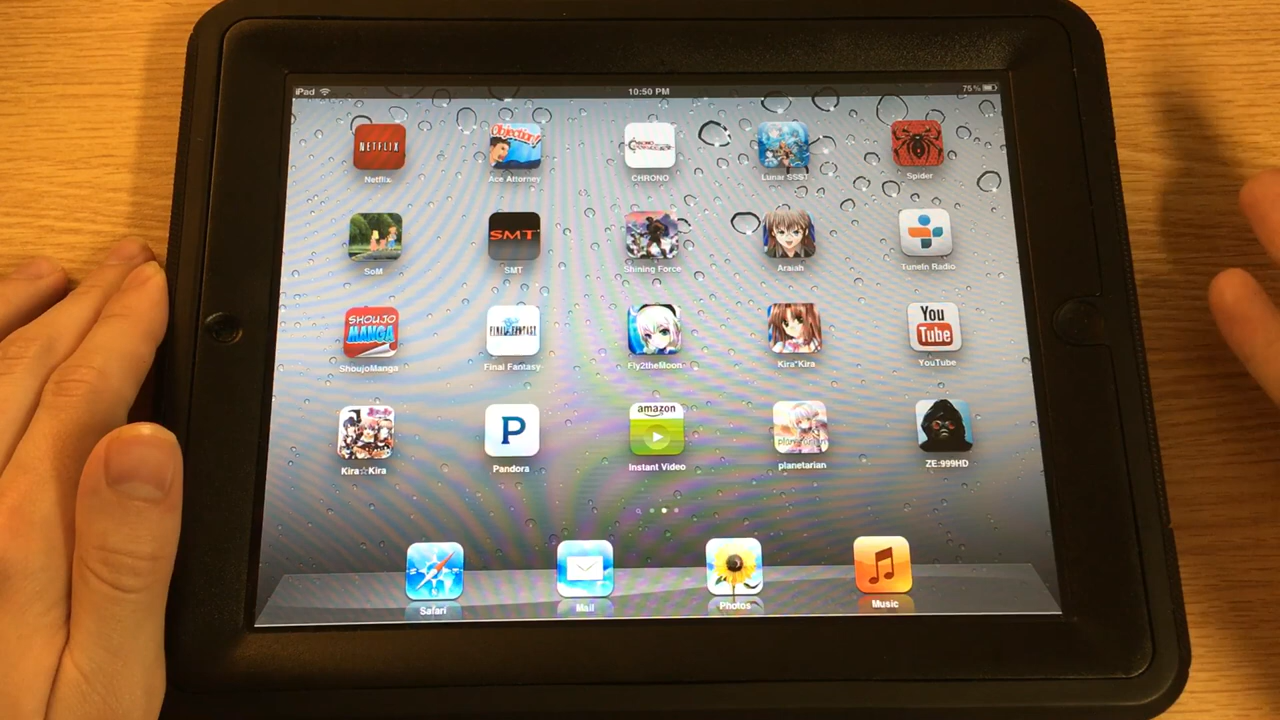 iPad
10:50 PM
75%
NETFLIX
Objection!
CHRONO
Netflix
Ace Attorney
CHRONO
Lunar SSST
Spider
SMT
SoM
SMT
Shining Force
Araiah
TuneIn Radio
SHOUJO
MANGA
FINAL FANTASY
You
Tube
ShoujoManga
Final Fantasy
Fly2theMoon
Kira*Kira
YouTube
P
amazon
planetarian
Kira☆Kira
Pandora
Instant Video
planetarian
ZE:999HD
N
Safari
Mail
Photos
Music